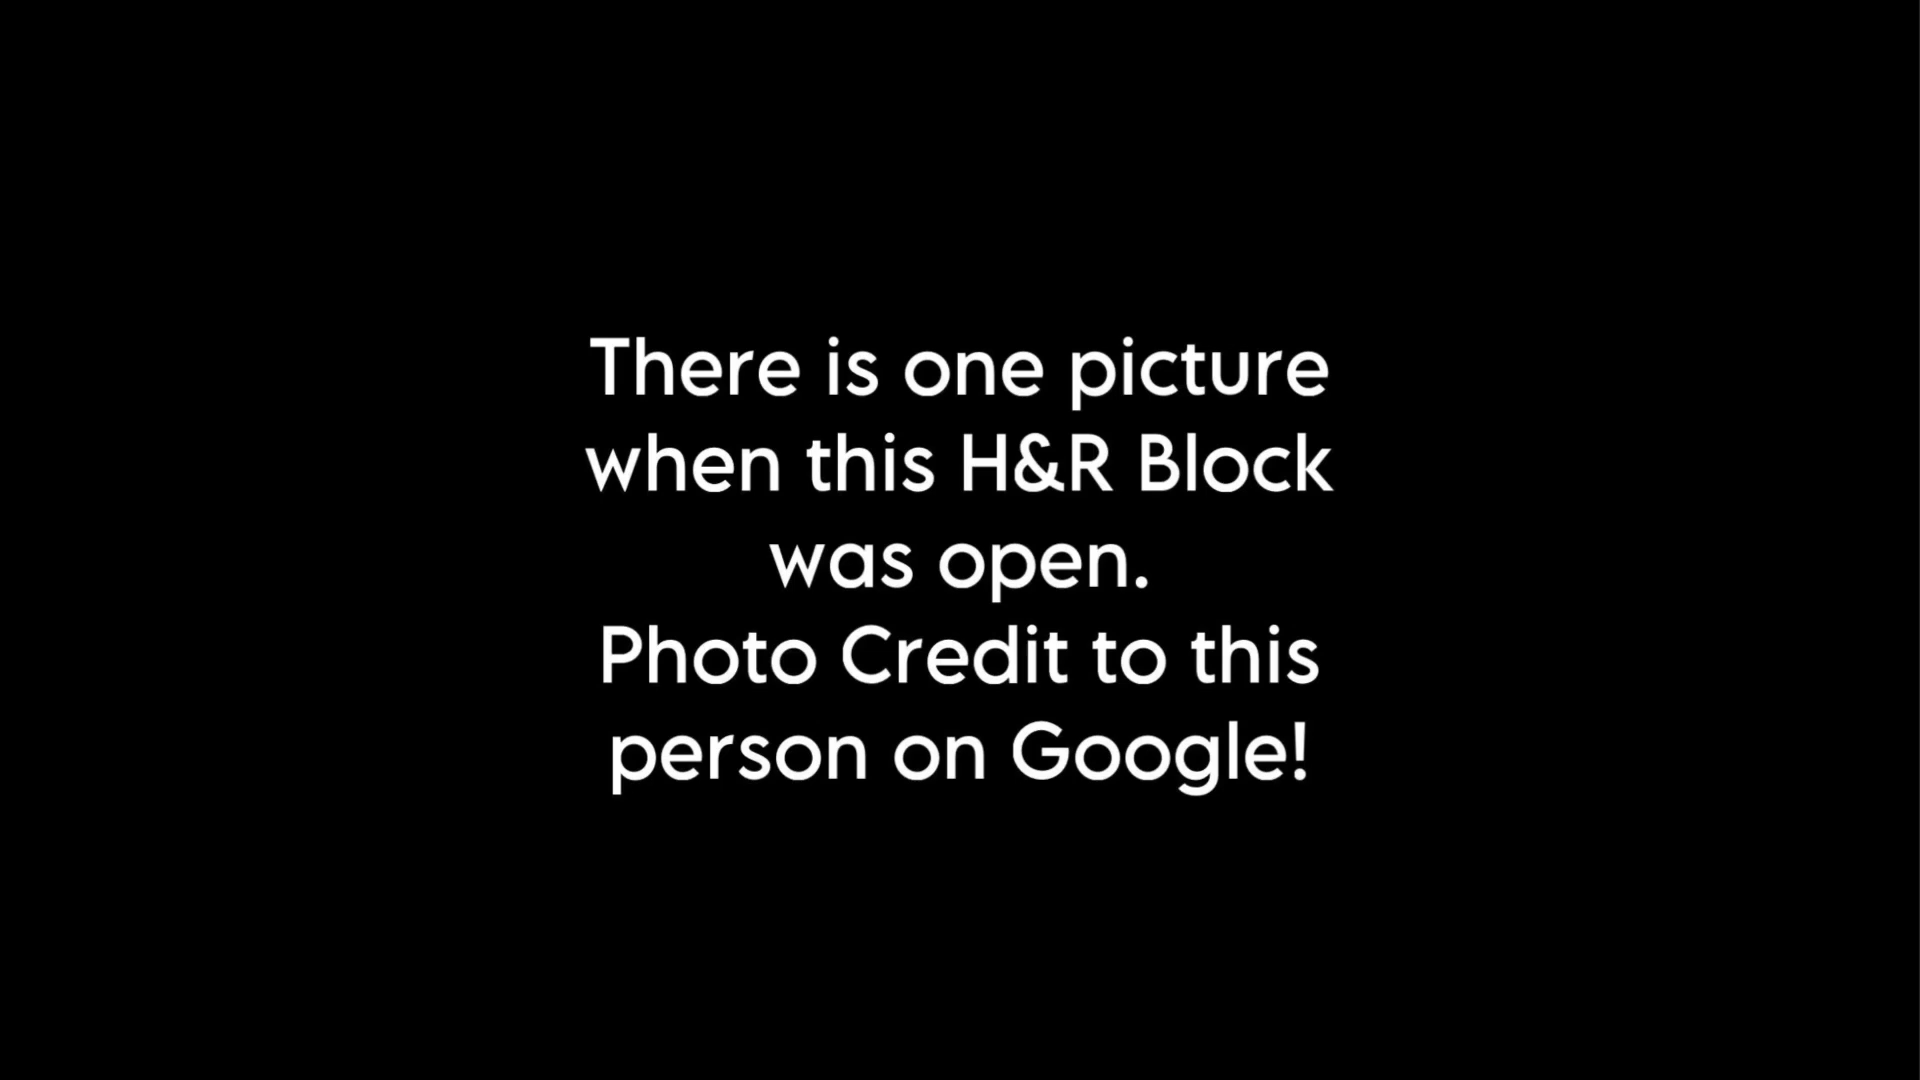 There is one picture
when this H&R Block
was open.
Photo Credit to this
person on Google!